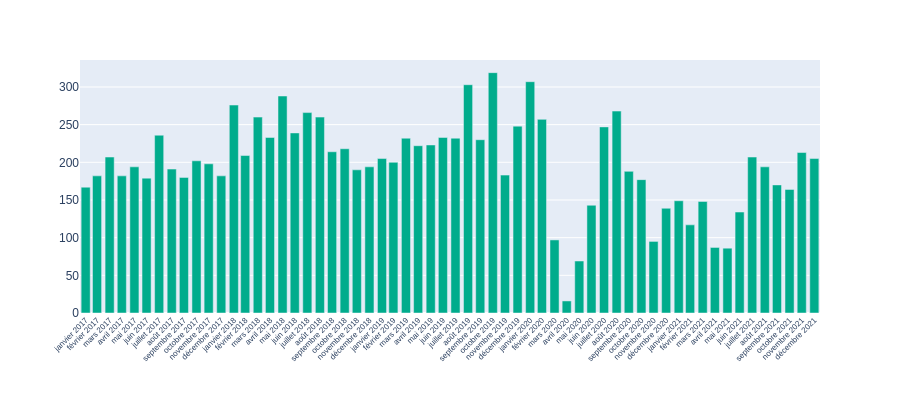 300
250
200
150
100
50
0
janvier 2017
février 2017
mars 2017
avril 2017
mai 2017
juin 2017
juillet 2017
août 2017
septembre 2017
octobre 2017
novembre 2017
décembre 2017
janvier 2018
février 2018
mars 2018
avril 2018
mai 2018
juin 2018
juillet 2018
août 2018
septembre 2018
octobre 2018
novembre 2018
décembre 2018
janvier 2019
février 2019
mars 2019
avril 2019
mai 2019
juin 2019
juillet 2019
août 2019
septembre 2019
octobre 2019
novembre 2019
décembre 2019
janvier 2020
février 2020
mars 2020
avril 2020
mai 2020
juin 2020
juillet 2020
août 2020
septembre 2020
octobre 2020
novembre 2020
décembre 2020
janvier 2021
février 2021
mars 2021
avril 2021
mai 2021
juin 2021
juillet 2021
août 2021
septembre 2021
octobre 2021
novembre 2021
décembre 2021